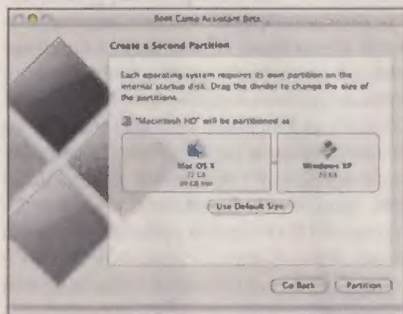 Boot Camp Assistant Beta
Create a Second Partition
Each operating system requires its own partition on the
internal startup disk. Drag the divider to change the size of
the partitions.
"Macintosh HD" will be partitioned as
Mac OS X
Windows XP
Use Default Size
Go Back
Partition